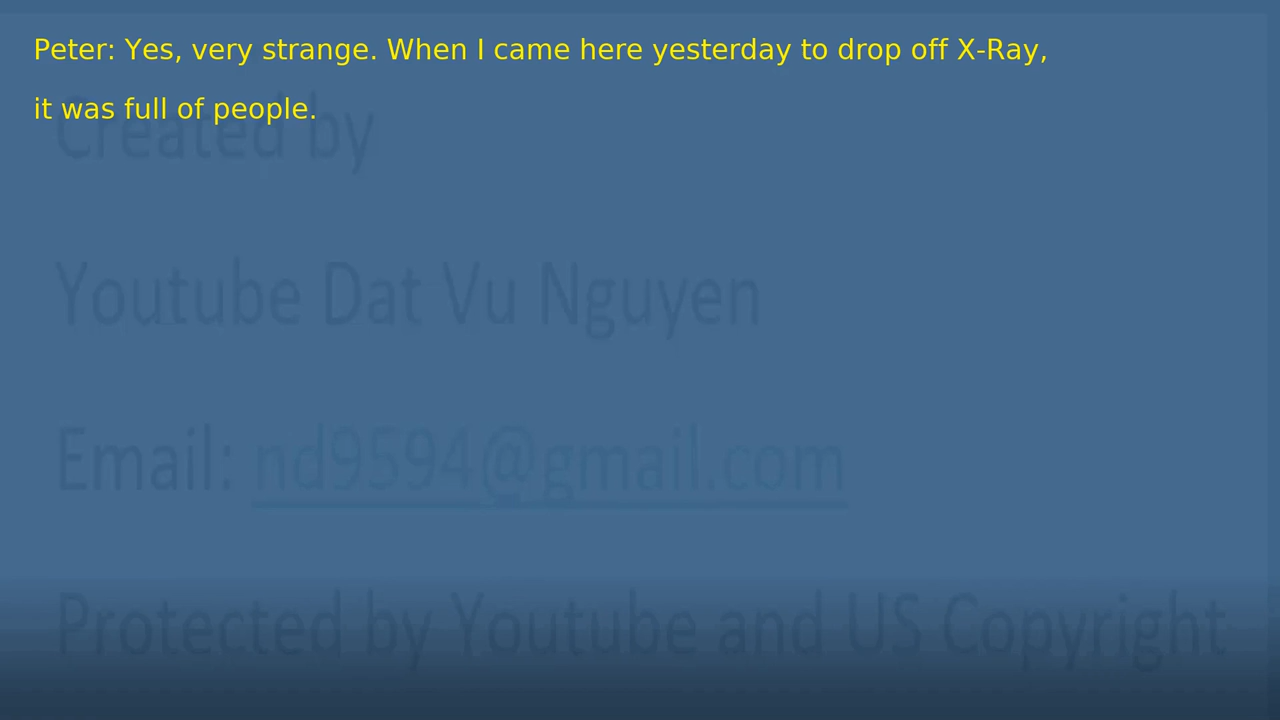 Peter: Yes, very strange. When I came here yesterday to drop off X-Ray,
it was full of people.
Created by
Youtube Dat Vu Nguyen
Email: nd9594@gmail.com
Protected by Youtube and US Copyright